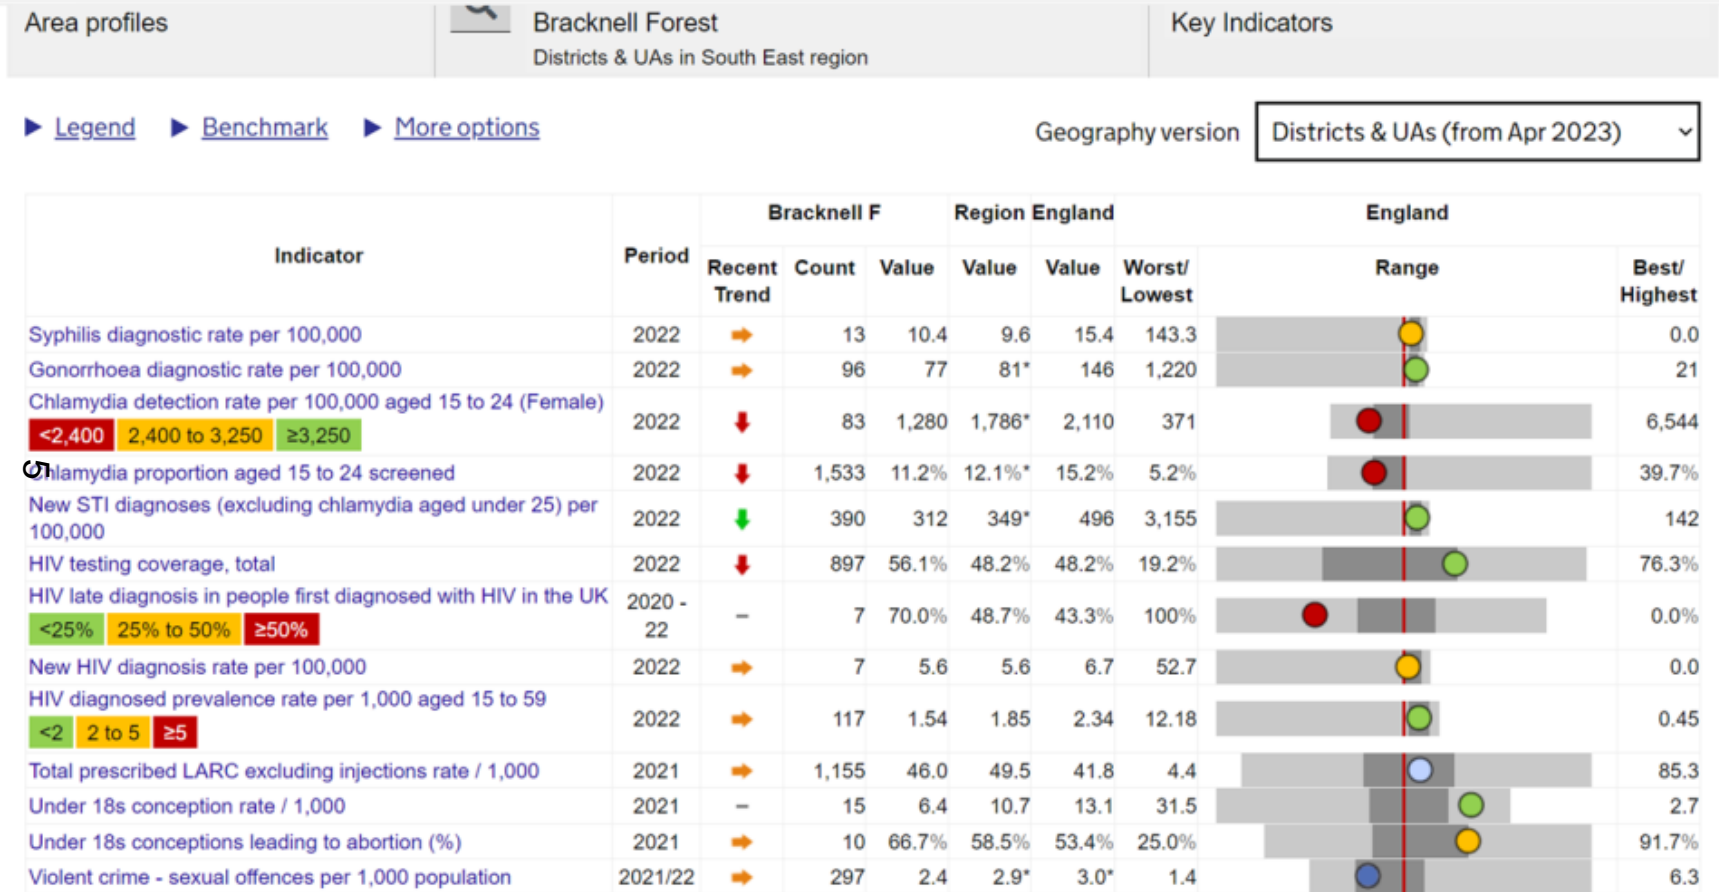 Area profiles
Bracknell Forest
Districts & UAs in South East region
Key Indicators
Legend Benchmark More options
Geography version Districts & UAs (from Apr 2023)
Bracknell F Region England England
Indicator Period Recent Trend Count Value Value Value Worst/ Lowest Range Best/ Highest
Syphilis diagnostic rate per 100,000 2022 13 10.4 9.6 15.4 143.3 0.0
Gonorrhoea diagnostic rate per 100,000 2022 96 77 81* 146 1,220 21
Chlamydia detection rate per 100,000 aged 15 to 24 (Female)
<2,400 2,400 to 3,250 ≥3,250 2022 83 1,280 1,786* 2,110 371 6,544
5
Chlamydia proportion aged 15 to 24 screened 2022 1,533 11.2% 12.1%* 15.2% 5.2% 39.7%
New STI diagnoses (excluding chlamydia aged under 25) per
100,000 2022 390 312 349* 496 3,155 142
HIV testing coverage, total 2022 897 56.1% 48.2% 48.2% 19.2% 76.3%
HIV late diagnosis in people first diagnosed with HIV in the UK
<25% 25% to 50% ≥50% 2020 - 22 – 7 70.0% 48.7% 43.3% 100% 0.0%
New HIV diagnosis rate per 100,000 2022 7 5.6 5.6 6.7 52.7 0.0
HIV diagnosed prevalence rate per 1,000 aged 15 to 59
<2 2 to 5 ≥5 2022 117 1.54 1.85 2.34 12.18 0.45
Total prescribed LARC excluding injections rate / 1,000 2021 1,155 46.0 49.5 41.8 4.4 85.3
Under 18s conception rate / 1,000 2021 – 15 6.4 10.7 13.1 31.5 2.7
Under 18s conceptions leading to abortion (%) 2021 10 66.7% 58.5% 53.4% 25.0% 91.7%
Violent crime - sexual offences per 1,000 population 2021/22 297 2.4 2.9* 3.0* 1.4 6.3